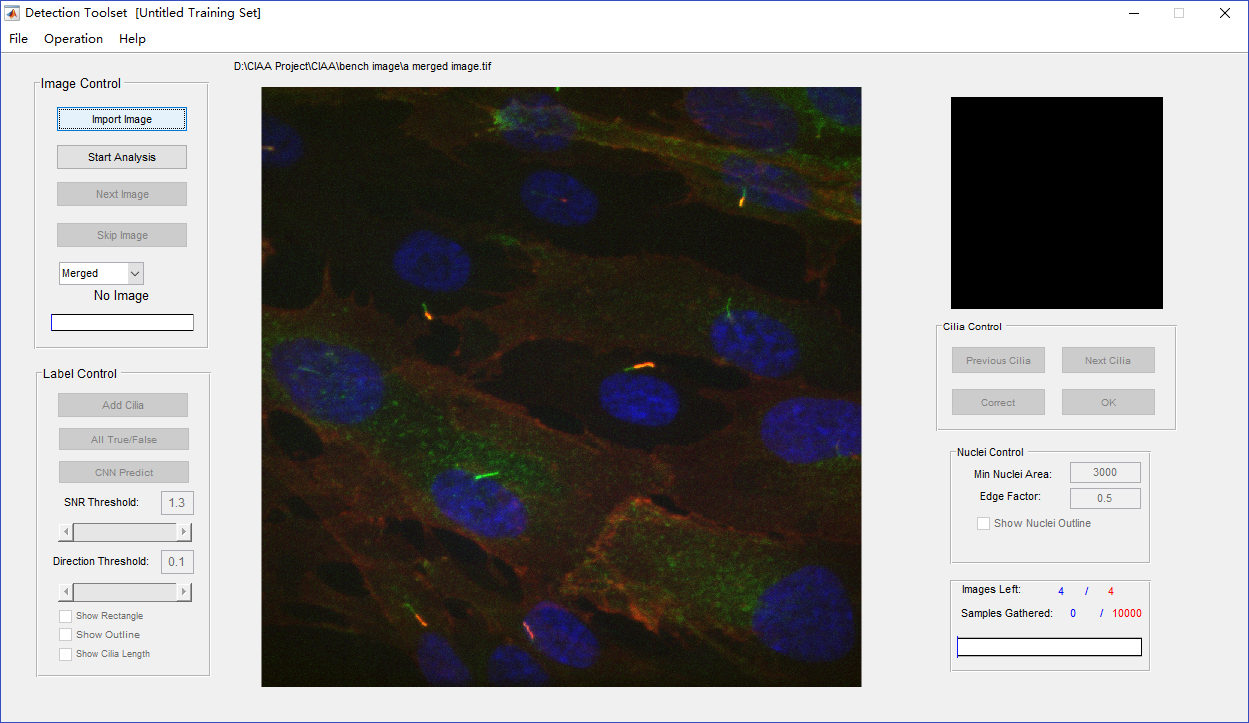 Detection Toolset [Untitled Training Set]
File Operation Help
D:\CIAA Project\CIAA\bench image\a merged image.tif
Image Control
Import Image
Start Analysis
Next Image
Skip Image
Merged
No Image
Label Control
Add Cilia
All True/False
CNN Predict
SNR Threshold: 1.3
Direction Threshold: 0.1
Show Rectangle
Show Outline
Show Cilia Length
Cilia Control
Previous Cilia Next Cilia
Correct OK
Nuclei Control
Min Nuclei Area: 3000
Edge Factor: 0.5
Show Nuclei Outline
Images Left: 4 / 4
Samples Gathered: 0 / 10000